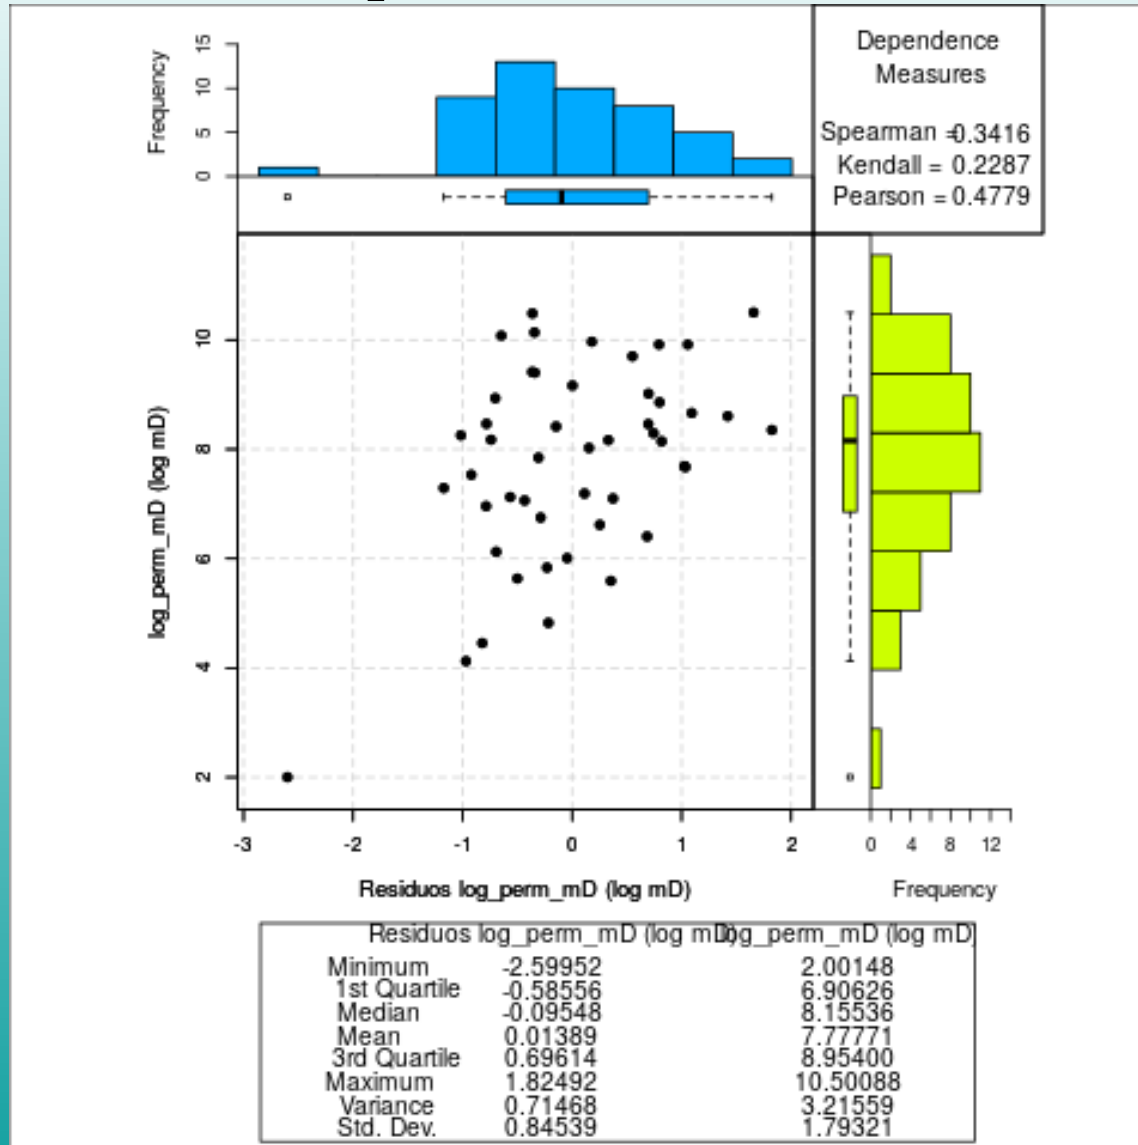 Dependence
Measures
Spearman =0.3416
Kendall = 0.2287
Pearson = 0.4779
Frequency
0 5 10 15
log_perm_mD (log mD)
2 4 6 8 10
-3 -2 -1 0 1 2
Residuos log_perm_mD (log mD)
0 4 8 12
Frequency
Residuos log_perm_mD (log mD) log_perm_mD (log mD)
Minimum -2.59952 2.00148
1st Quartile -0.58556 6.90626
Median -0.09548 8.15536
Mean 0.01389 7.77771
3rd Quartile 0.69614 8.95400
Maximum 1.82492 10.50088
Variance 0.71468 3.21559
Std. Dev. 0.84539 1.79321